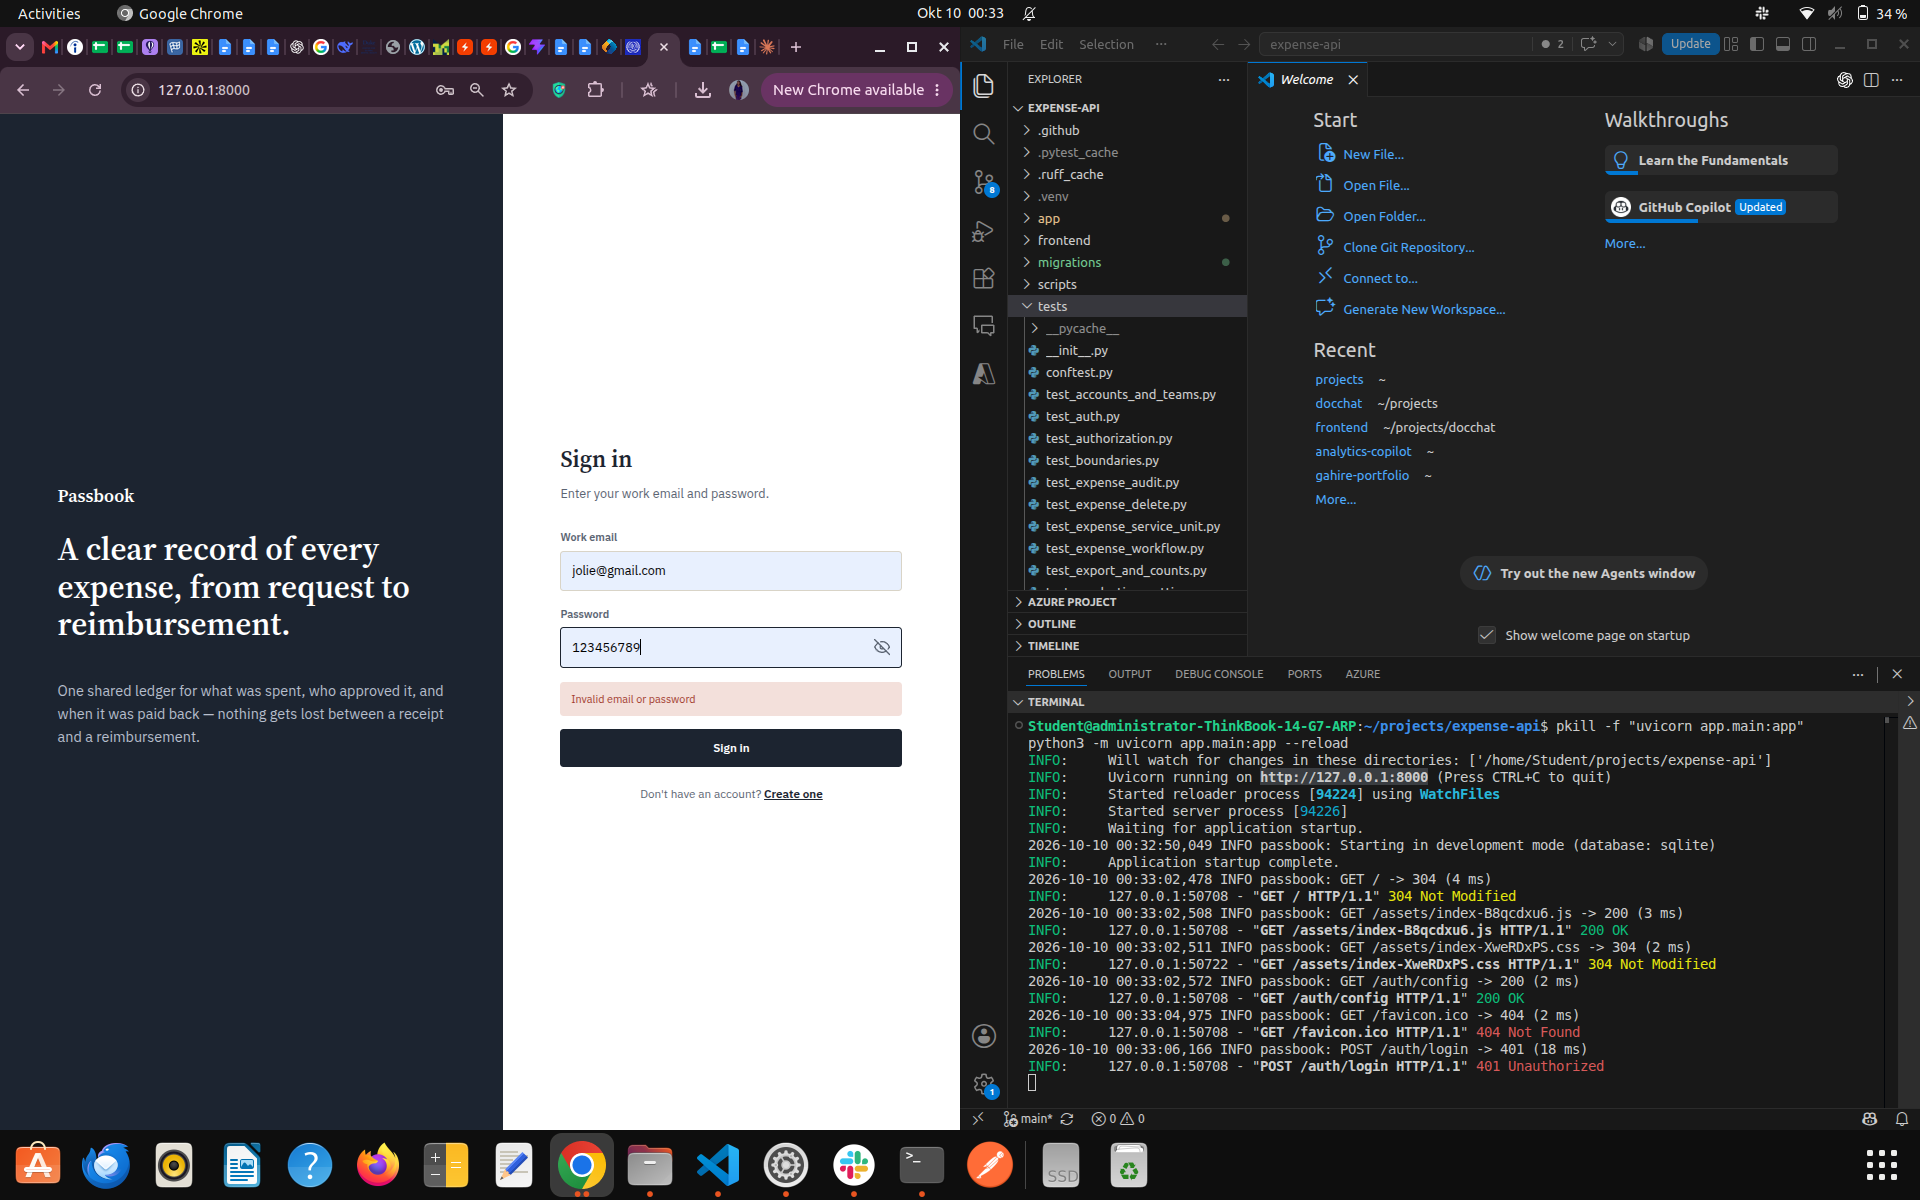 Activities
Google Chrome
Okt 10 00:33
34 %
127.0.0.1:8000
New Chrome available
Passbook
A clear record of every
expense, from request to
reimbursement.
One shared ledger for what was spent, who approved it, and
when it was paid back — nothing gets lost between a receipt
and a reimbursement.
Sign in
Enter your work email and password.
Work email
jolie@gmail.com
Password
123456789
Invalid email or password
Sign in
Don't have an account? Create one
File
Edit
Selection
expense-api
2
Update
EXPLORER
EXPENSE-API
.github
.pytest_cache
.ruff_cache
.venv
app
frontend
migrations
scripts
tests
__pycache__
__init__.py
conftest.py
test_accounts_and_teams.py
test_auth.py
test_authorization.py
test_boundaries.py
test_expense_audit.py
test_expense_delete.py
test_expense_service_unit.py
test_expense_workflow.py
test_export_and_counts.py
AZURE PROJECT
OUTLINE
TIMELINE
8
1
Welcome
Start
New File...
Open File...
Open Folder...
Clone Git Repository...
Connect to...
Generate New Workspace...
Recent
projects ~
docchat ~/projects
frontend ~/projects/docchat
analytics-copilot ~
gahire-portfolio ~
More...
Walkthroughs
Learn the Fundamentals
GitHub Copilot Updated
More...
Try out the new Agents window
Show welcome page on startup
PROBLEMS OUTPUT DEBUG CONSOLE PORTS AZURE
TERMINAL
Student@administrator-ThinkBook-14-G7-ARP:~/projects/expense-api$ pkill -f "uvicorn app.main:app"
python3 -m uvicorn app.main:app --reload
INFO: Will watch for changes in these directories: ['/home/Student/projects/expense-api']
INFO: Uvicorn running on http://127.0.0.1:8000 (Press CTRL+C to quit)
INFO: Started reloader process [94224] using WatchFiles
INFO: Started server process [94226]
INFO: Waiting for application startup.
2026-10-10 00:32:50,049 INFO passbook: Starting in development mode (database: sqlite)
INFO: Application startup complete.
2026-10-10 00:33:02,478 INFO passbook: GET / -> 304 (4 ms)
INFO: 127.0.0.1:50708 - "GET / HTTP/1.1" 304 Not Modified
2026-10-10 00:33:02,508 INFO passbook: GET /assets/index-B8qcdxu6.js -> 200 (3 ms)
INFO: 127.0.0.1:50708 - "GET /assets/index-B8qcdxu6.js HTTP/1.1" 200 OK
2026-10-10 00:33:02,511 INFO passbook: GET /assets/index-XweRDxPS.css -> 304 (2 ms)
INFO: 127.0.0.1:50722 - "GET /assets/index-XweRDxPS.css HTTP/1.1" 304 Not Modified
2026-10-10 00:33:02,572 INFO passbook: GET /auth/config -> 200 (2 ms)
INFO: 127.0.0.1:50708 - "GET /auth/config HTTP/1.1" 200 OK
2026-10-10 00:33:04,975 INFO passbook: GET /favicon.ico -> 404 (2 ms)
INFO: 127.0.0.1:50708 - "GET /favicon.ico HTTP/1.1" 404 Not Found
2026-10-10 00:33:06,166 INFO passbook: POST /auth/login -> 401 (18 ms)
INFO: 127.0.0.1:50708 - "POST /auth/login HTTP/1.1" 401 Unauthorized
main*
0
0
SSD